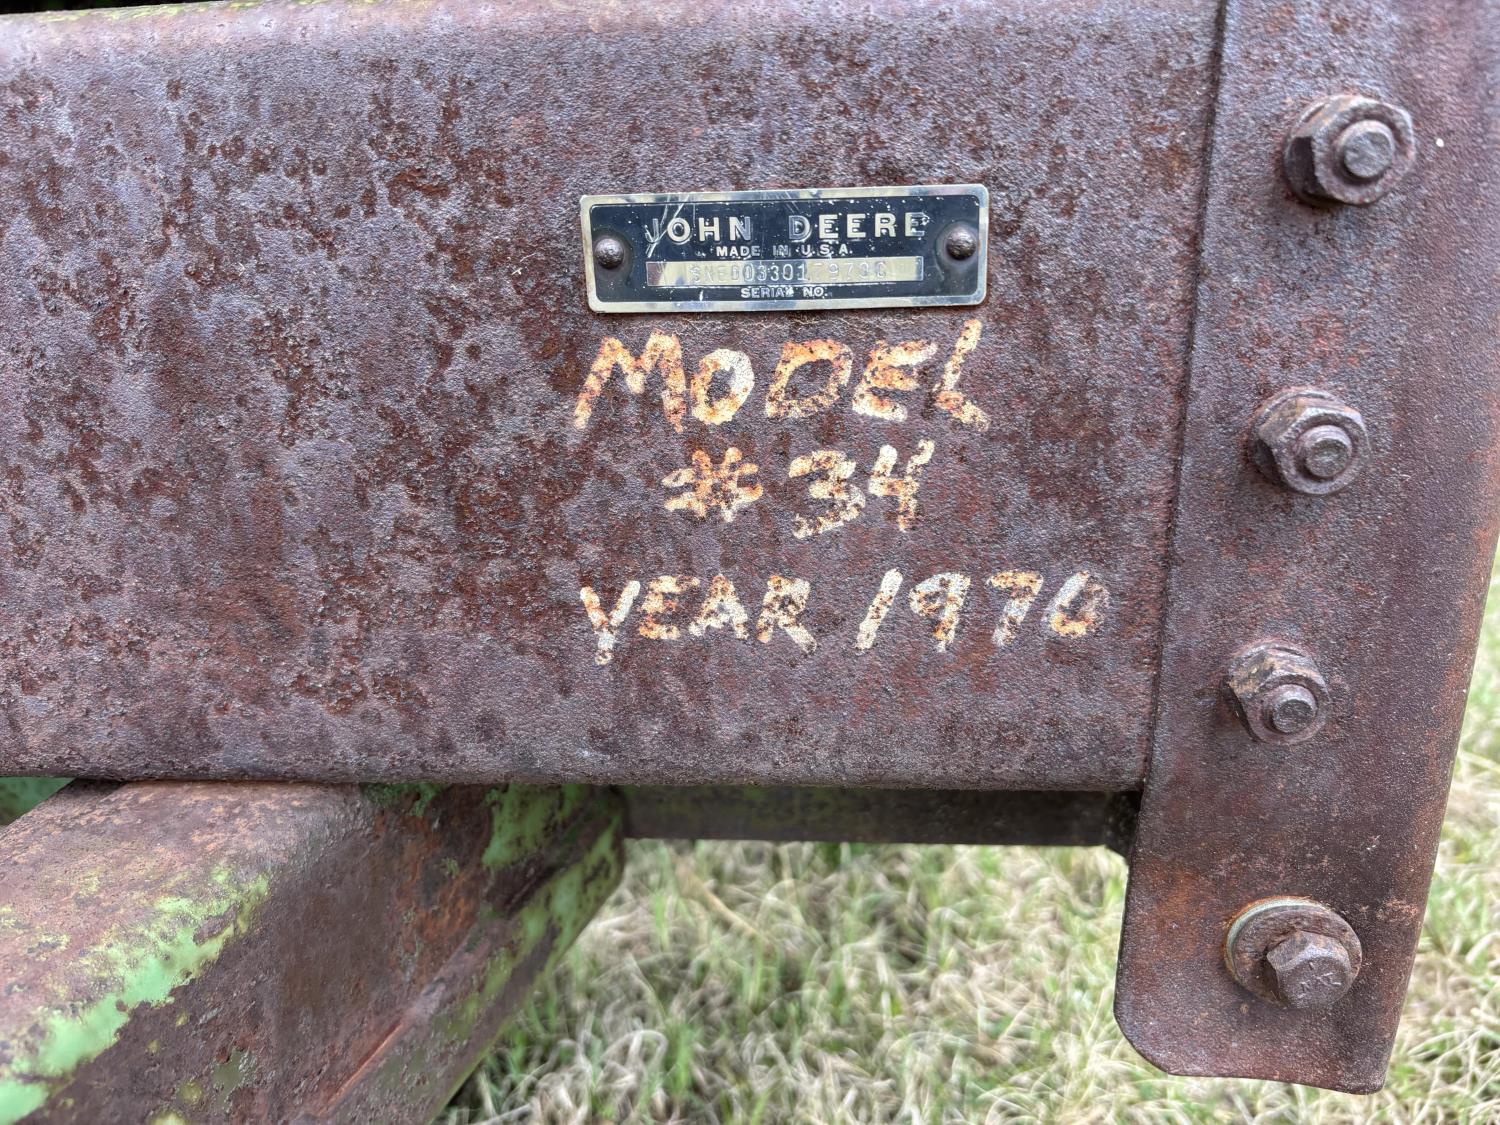 JOHN DEERE
MADE IN U.S.A.
SERIAL NO.
MODEL
#34
YEAR 1970